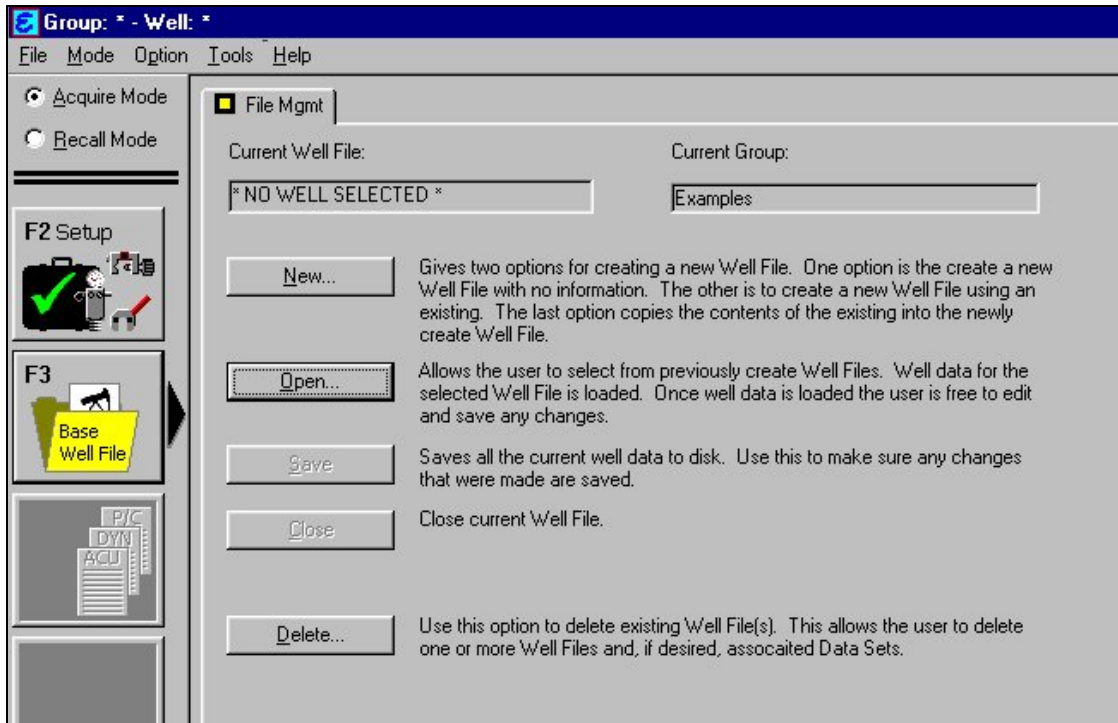 Group: * - Well: *
File Mode Option Tools Help
Acquire Mode
Recall Mode
F2 Setup
F3
Base
Well File
P/C
DYN
ACU
File Mgmt
Current Well File:
* NO WELL SELECTED *
Current Group:
Examples
New...
Gives two options for creating a new Well File. One option is the create a new
Well File with no information. The other is to create a new Well File using an
existing. The last option copies the contents of the existing into the newly
create Well File.
Open...
Allows the user to select from previously create Well Files. Well data for the
selected Well File is loaded. Once well data is loaded the user is free to edit
and save any changes.
Save
Saves all the current well data to disk. Use this to make sure any changes
that were made are saved.
Close
Close current Well File.
Delete...
Use this option to delete existing Well File(s). This allows the user to delete
one or more Well Files and, if desired, assocaited Data Sets.